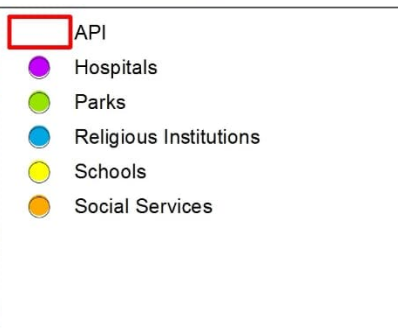 API
Hospitals
Parks
Religious Institutions
Schools
Social Services